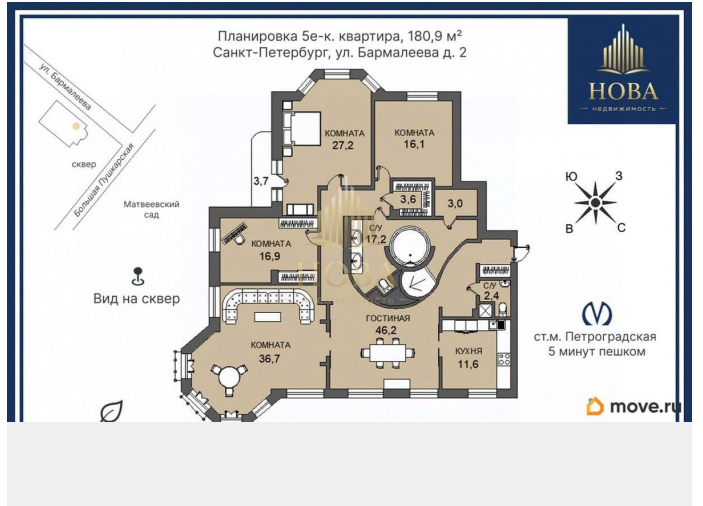 Планировка 5е-к. квартира, 180,9 м²
Санкт-Петербург, ул. Бармалеева д. 2
НОВА
НЕДВИЖИМОСТЬ
ул. Бармалеева
сквер
Большая Пушкарская
Матвеевский
сад
Вид на сквер
КОМНАТА
27,2
КОМНАТА
16,1
3,7
3,6
3,0
С/У
17,2
КОМНАТА
16,9
НОВА
НЕДВИЖИМОСТЬ
Ю З
В С
С/У
2,4
ГОСТИНАЯ
46,2
КОМНАТА
36,7
КУХНЯ
11,6
ст.м. Петроградская
5 минут пешком
move.ru